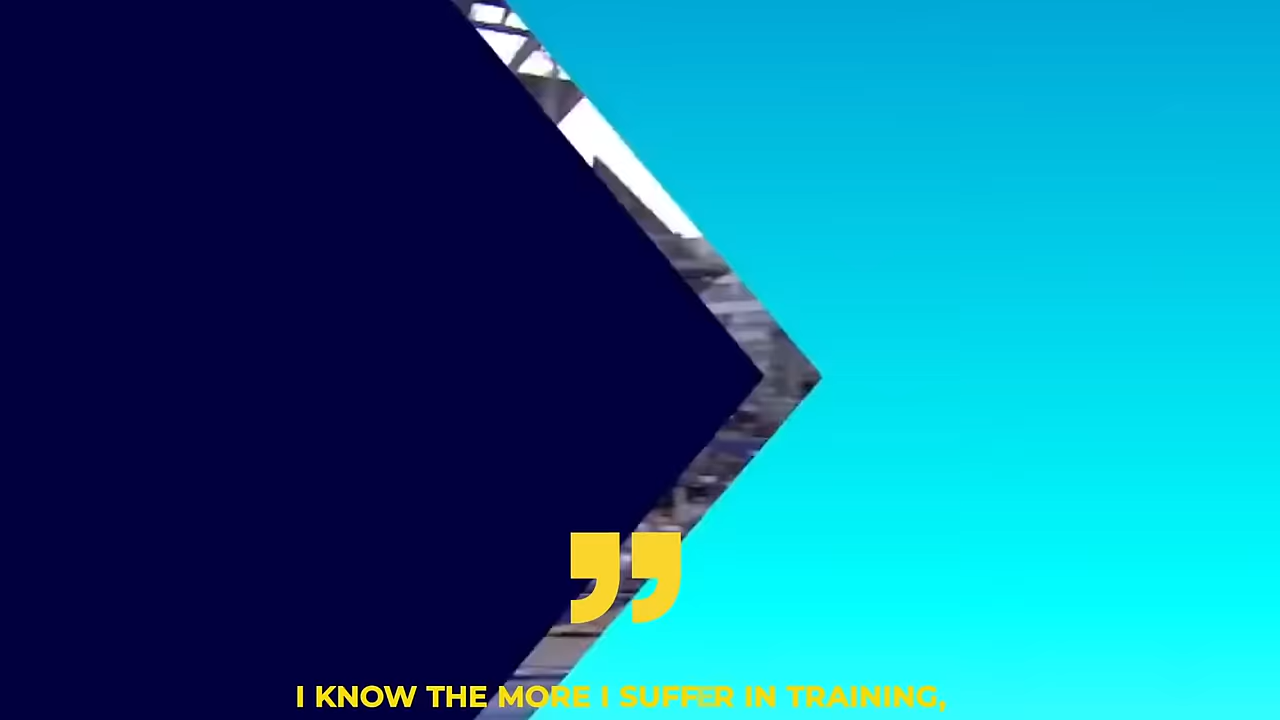 ”
I KNOW THE MORE I SUFFER IN TRAINING,